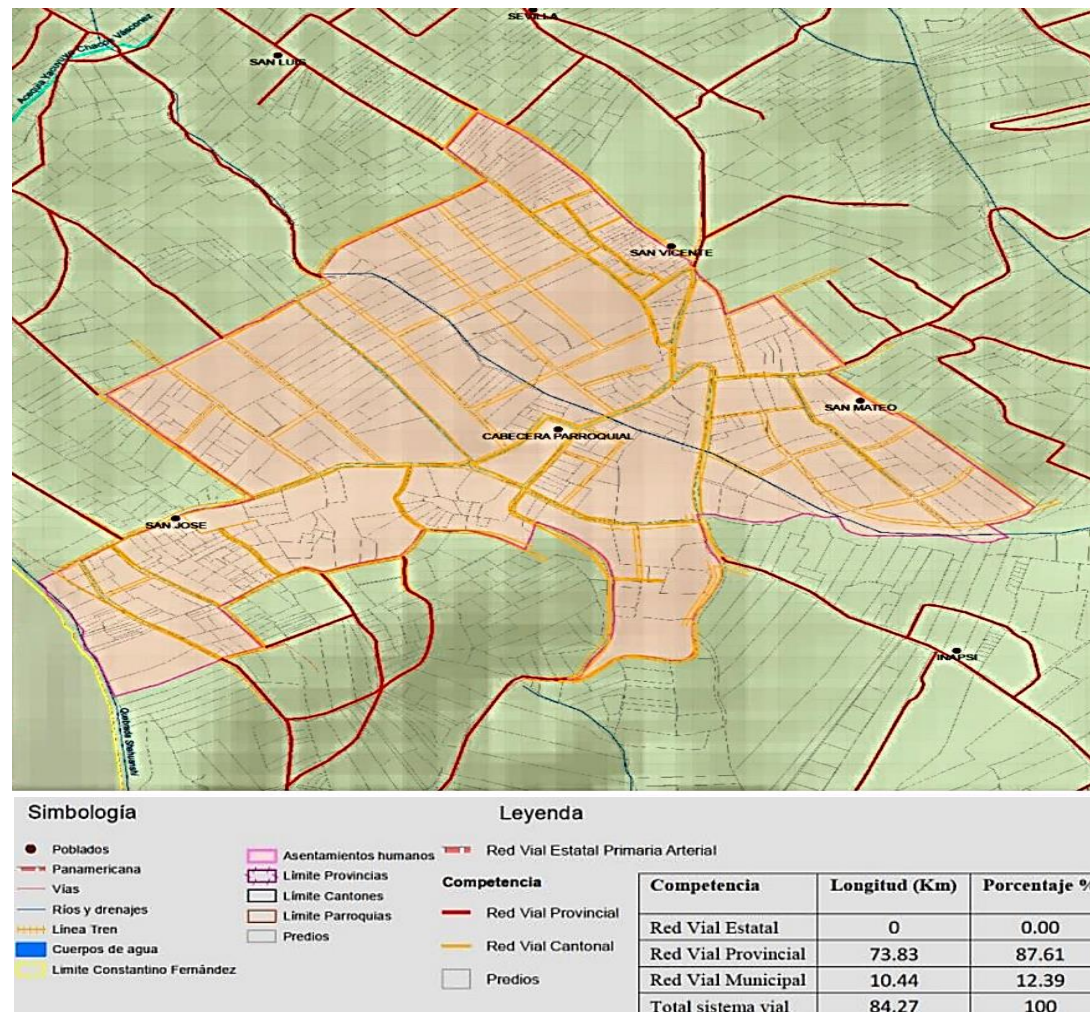 SEVILLA
SAN LUIS
SAN VICENTE
SAN MATEO
CABECERA PARROQUIAL
SAN JOSE
INAPSI
Quebrada
Simbología
Poblados
Panamericana
Vías
Ríos y drenajes
Línea Tren
Cuerpos de agua
Limite Constantino Fernández
Asentamientos humanos
Límite Provincias
Límite Cantones
Límite Parroquias
Predios
Leyenda
Red Vial Estatal Primaria Arterial
Competencia
Red Vial Provincial
Red Vial Cantonal
Predios
Competencia Longitud (Km) Porcentaje %
Red Vial Estatal 0 0.00
Red Vial Provincial 73.83 87.61
Red Vial Municipal 10.44 12.39
Total sistema vial 84.27 100